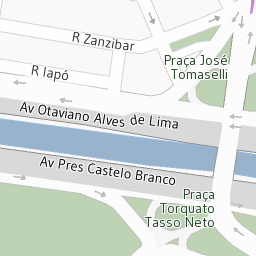 R Zanzibar
Praça José
Tomaselli
R Iapó
Av Otaviano Alves de Lima
Av Pres Castelo Branco
Praça
Torquato
Tasso Neto